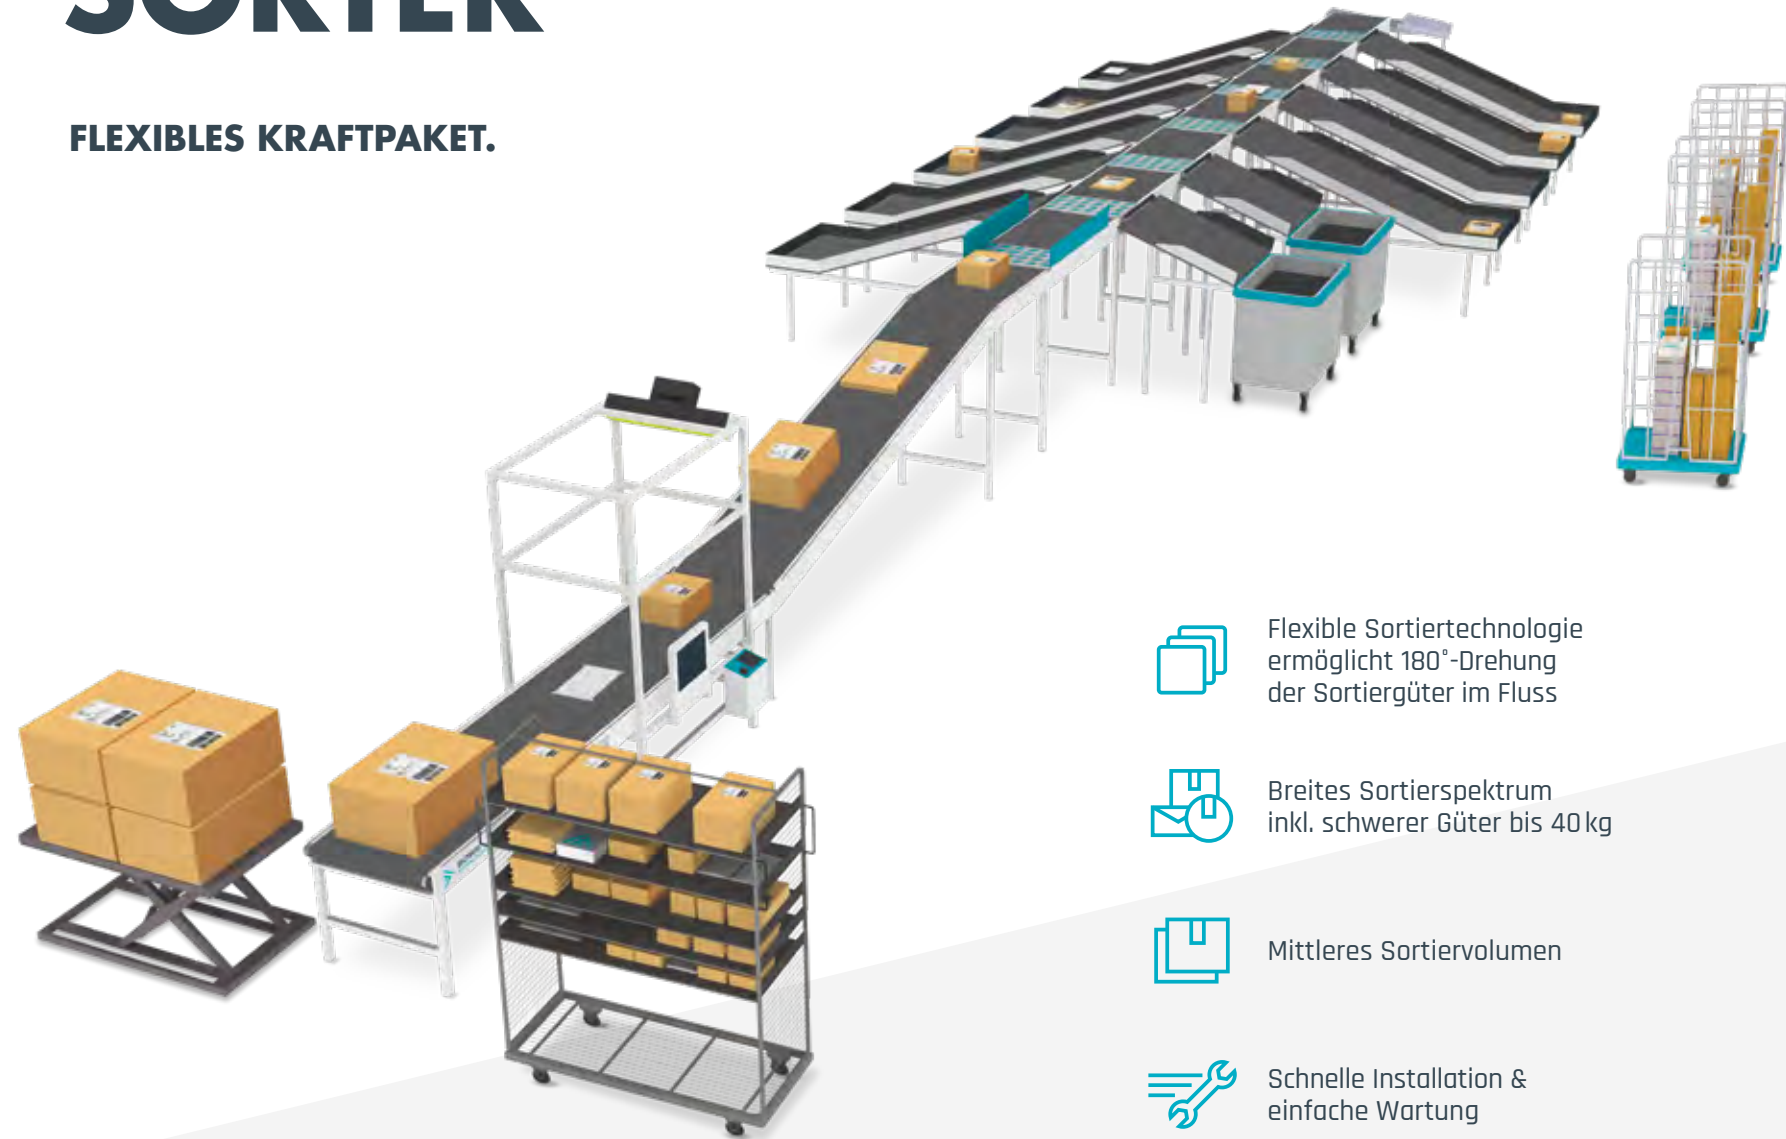 SORTER
FLEXIBLES KRAFTPAKET.
Flexible Sortiertechnologie
ermöglicht 180°-Drehung
der Sortiergüter im Fluss
Breites Sortierspektrum
inkl. schwerer Güter bis 40 kg
Mittleres Sortiervolumen
Schnelle Installation &
einfache Wartung